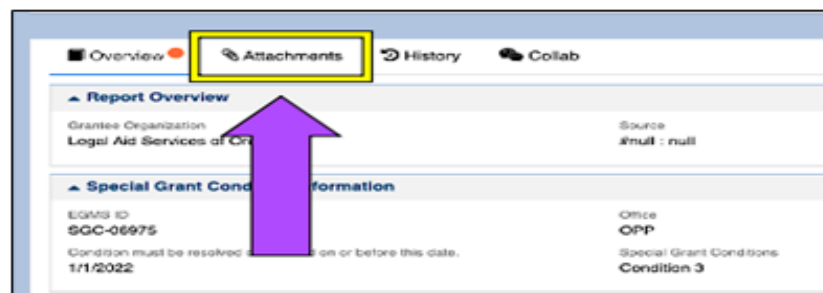 Overview Attachments History Collab
Report Overview
Grantee Organization Source
Legal Aid Services of #null : null
Special Grant Information
EGMS ID Office
SGC-06975 OPP
Condition must be resolved on or before this date. Special Grant Conditions
1/1/2022 Condition 3